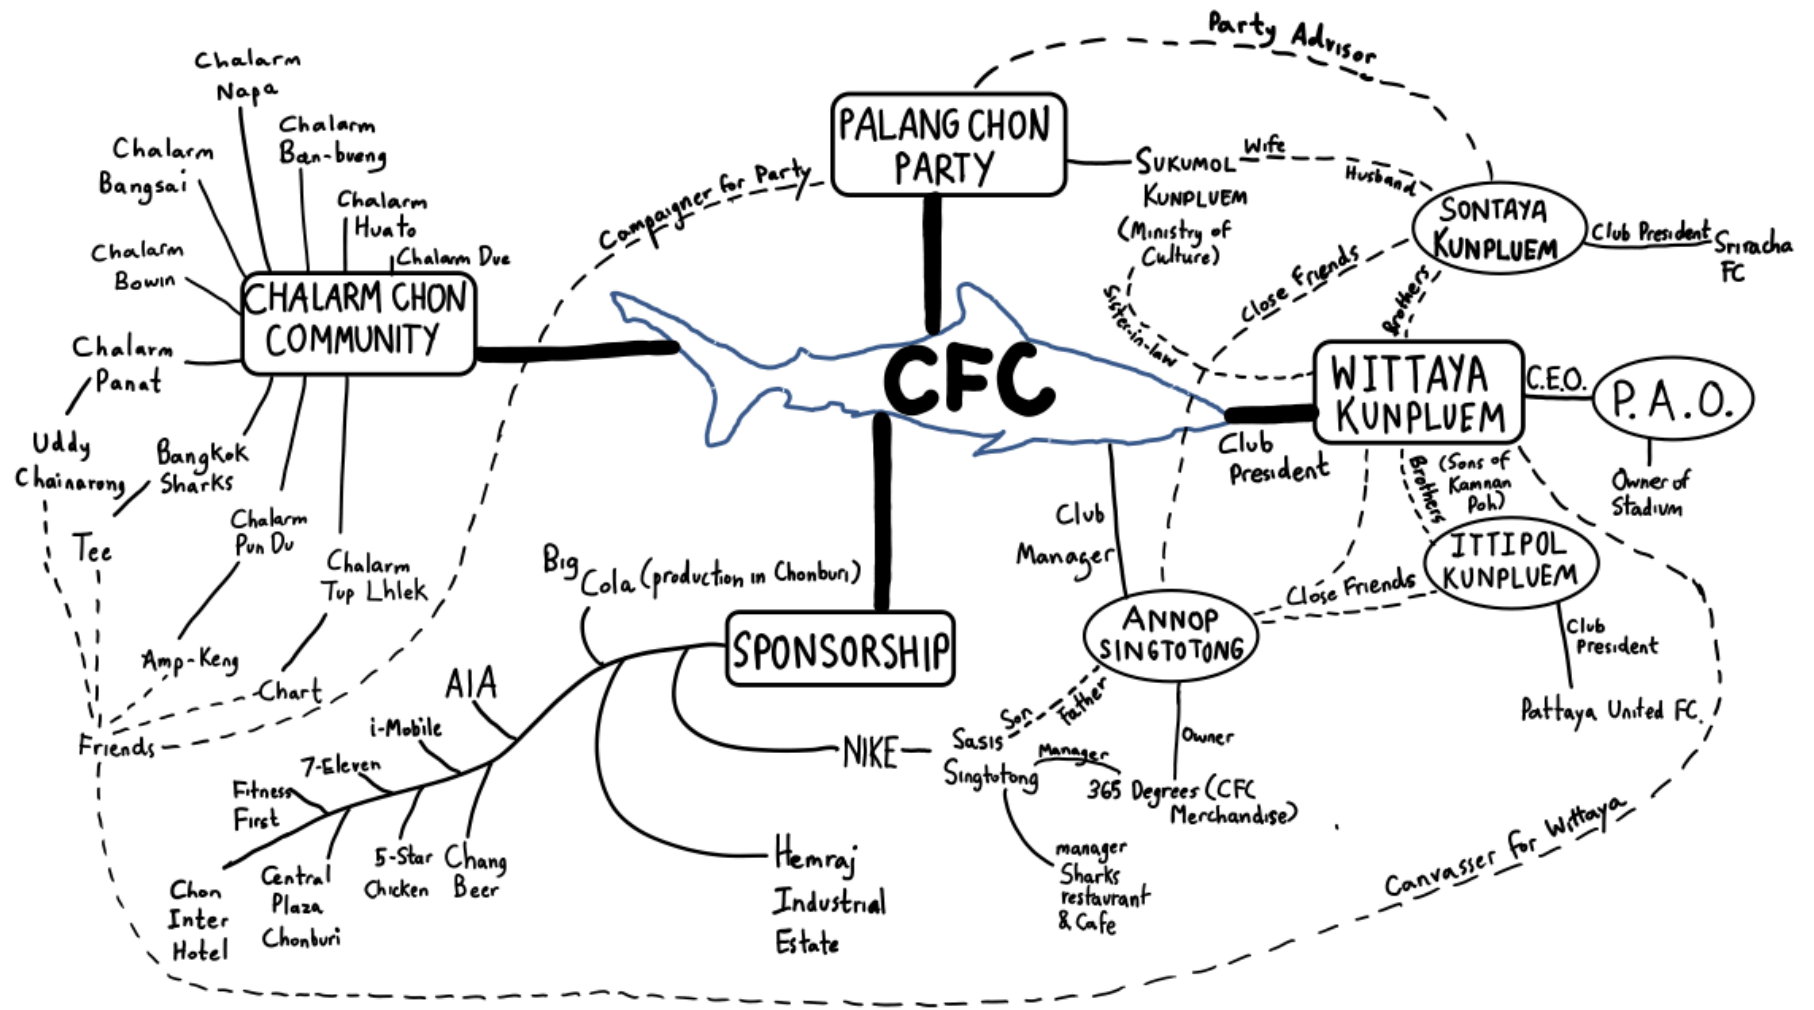 Party Advisor
PALANG CHON
PARTY
Campaigner for Party
SUKUMOL
KUNPLUEM
(Ministry of
Culture)
Wife
Husband
SONTAYA
KUNPLUEM
Club President
Sriracha
FC
Close Friends
Brothers
Sister-in-law
Chalarm
Napa
Chalarm
Ban-bueng
Chalarm
Bangsai
Chalarm
Huato
Chalarm Due
Chalarm
Bowin
CHALARM CHON
COMMUNITY
Chalarm
Panat
Uddy
Chainarong
Bangkok
Sharks
Tee
Chalarm
Pun Du
Amp-Keng
Chalarm
Tup Lhlek
Chart
Friends
CFC
Club
President
WITTAYA
KUNPLUEM
C.E.O.
P.A.O.
Owner of
Stadium
Brothers
(Sons of
Kamnan
Poh)
ITTIPOL
KUNPLUEM
Club
President
Pattaya United FC.
Close Friends
Club
Manager
ANNOP
SINGTOTONG
Son
Father
Owner
Sasis
Singtotong
Manager
365 Degrees (CFC
Merchandise)
manager
Sharks
restaurant
& Cafe
Canvasser for Wittaya
SPONSORSHIP
Big
Cola (production in Chonburi)
NIKE
Hemraj
Industrial
Estate
AIA
i-Mobile
7-Eleven
Fitness
First
Chon
Inter
Hotel
Central
Plaza
Chonburi
5-Star
Chicken
Chang
Beer